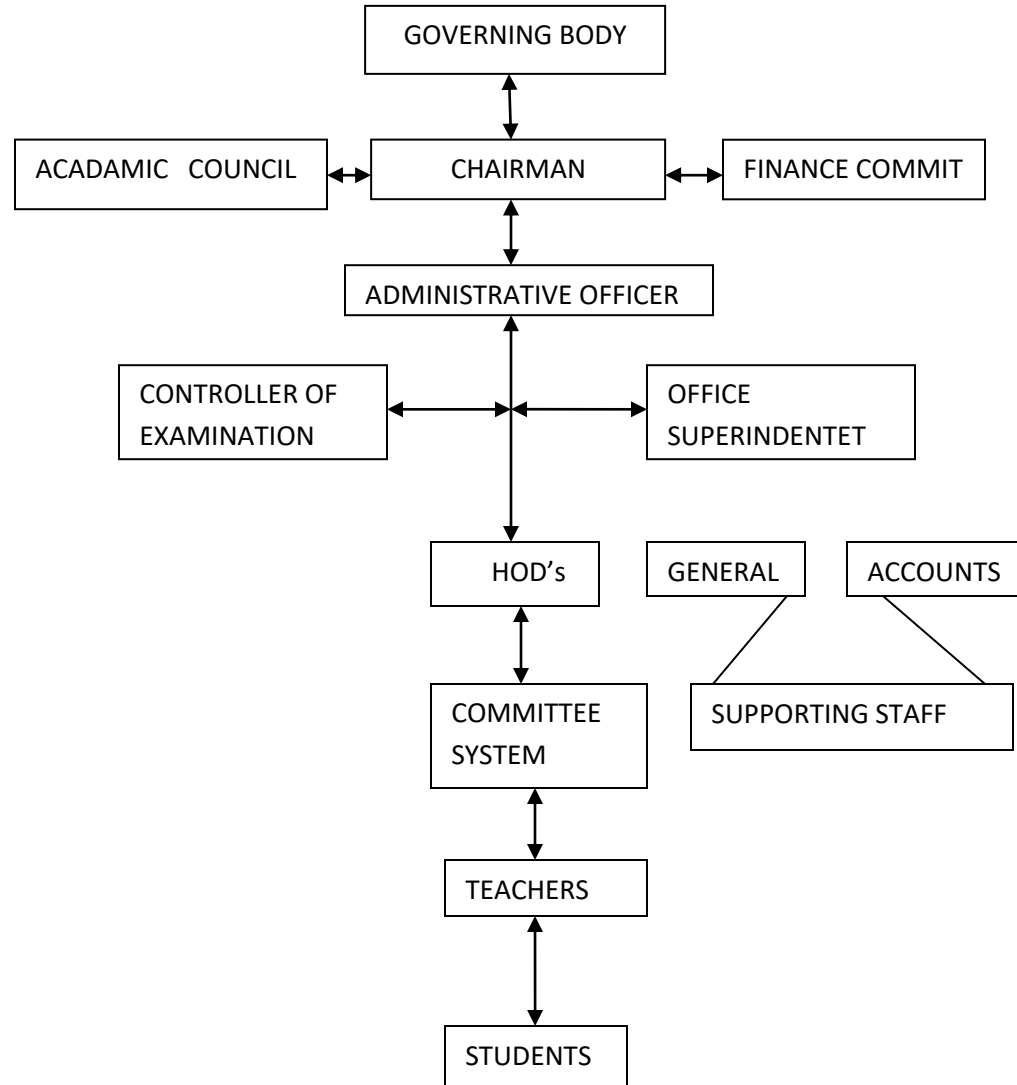 GOVERNING BODY
ACADAMIC COUNCIL
CHAIRMAN
FINANCE COMMIT
ADMINISTRATIVE OFFICER
CONTROLLER OF
EXAMINATION
OFFICE
SUPERINDENTET
HOD’s
GENERAL
ACCOUNTS
COMMITTEE
SYSTEM
SUPPORTING STAFF
TEACHERS
STUDENTS